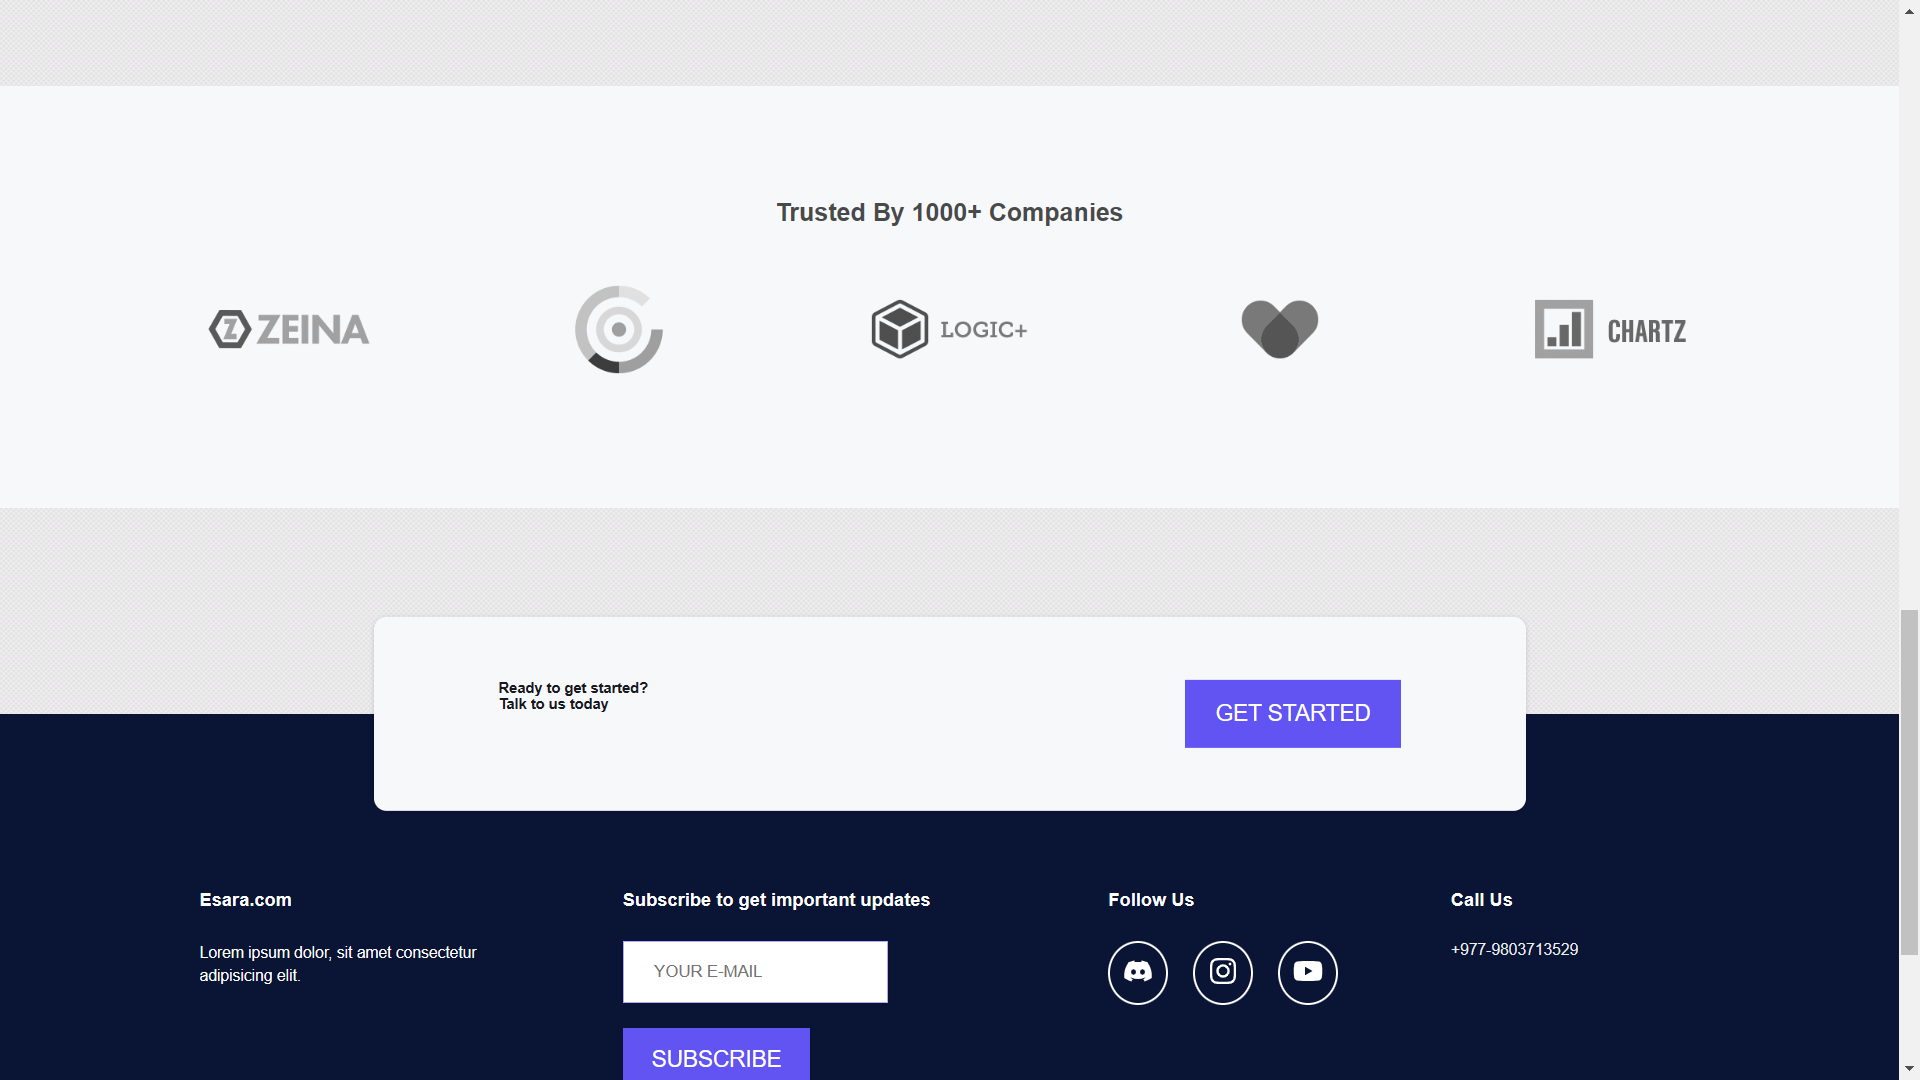 Trusted By 1000+ Companies
Z ZEINA
LOGIC+
CHARTZ
Ready to get started?
Talk to us today
GET STARTED
Esara.com
Lorem ipsum dolor, sit amet consectetur
adipisicing elit.
Subscribe to get important updates
YOUR E-MAIL
SUBSCRIBE
Follow Us
Call Us
+977-9803713529